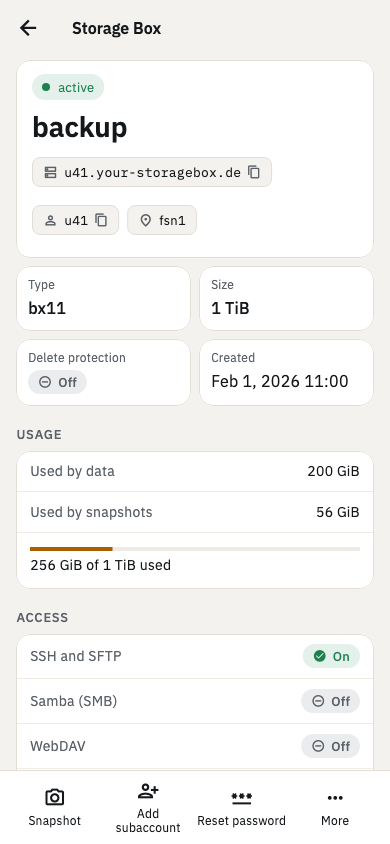 Storage Box
active
backup
u41.your-storagebox.de
u41
fsn1
Type
bx11
Size
1 TiB
Delete protection
Off
Created
Feb 1, 2026 11:00
USAGE
Used by data
200 GiB
Used by snapshots
56 GiB
256 GiB of 1 TiB used
ACCESS
SSH and SFTP
On
Samba (SMB)
Off
WebDAV
Off
Snapshot
Add
subaccount
Reset password
More